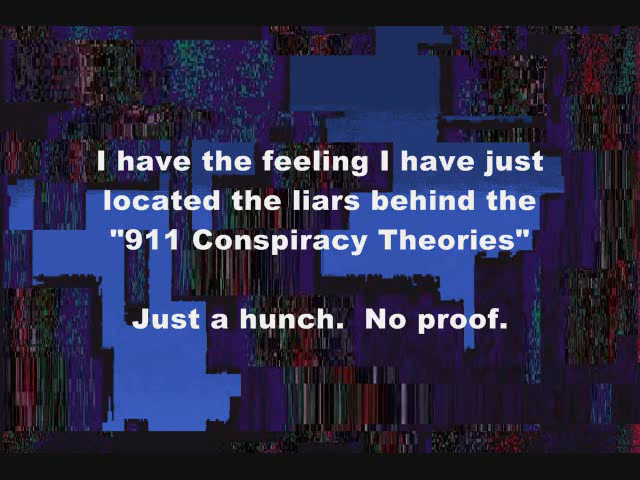 I have the feeling I have just
located the liars behind the
"911 Conspiracy Theories"
Just a hunch.  No proof.